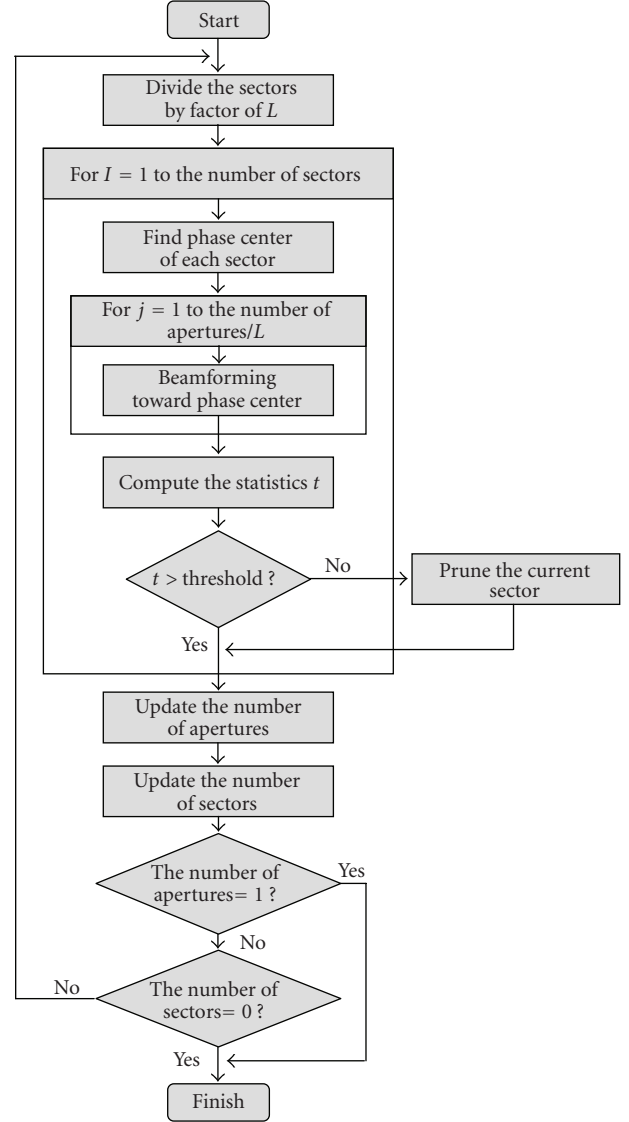 Start
Divide the sectors
by factor of L
For I = 1 to the number of sectors
Find phase center
of each sector
For j = 1 to the number of
apertures/L
Beamforming
toward phase center
Compute the statistics t
t > threshold ?
No
Prune the current
sector
Yes
Update the number
of apertures
Update the number
of sectors
The number of
apertures= 1 ?
Yes
No
The number of
sectors= 0 ?
No
Yes
Finish